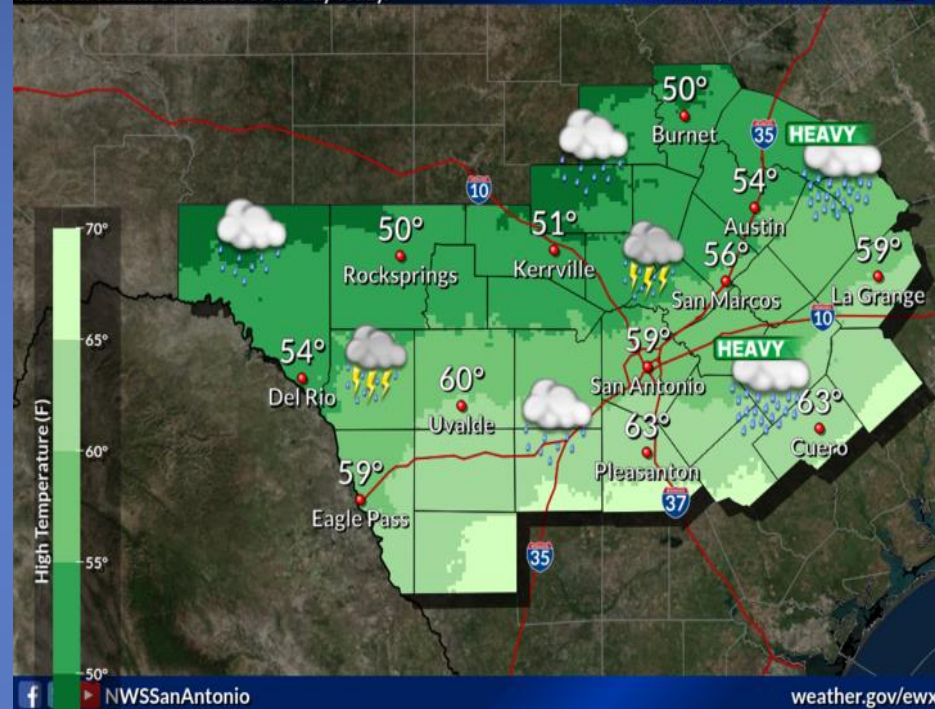 50°
Burnet
35
HEAVY
10
54°
Austin
50°
Rocksprings
51°
Kerrville
56°
San Marcos
59°
La Grange
10
70°
65°
60°
55°
50°
High Temperature (F)
54°
Del Rio
60°
Uvalde
59°
San Antonio
HEAVY
63°
Cuero
63°
Pleasanton
59°
Eagle Pass
37
35
NWSSanAntonio
weather.gov/ewx